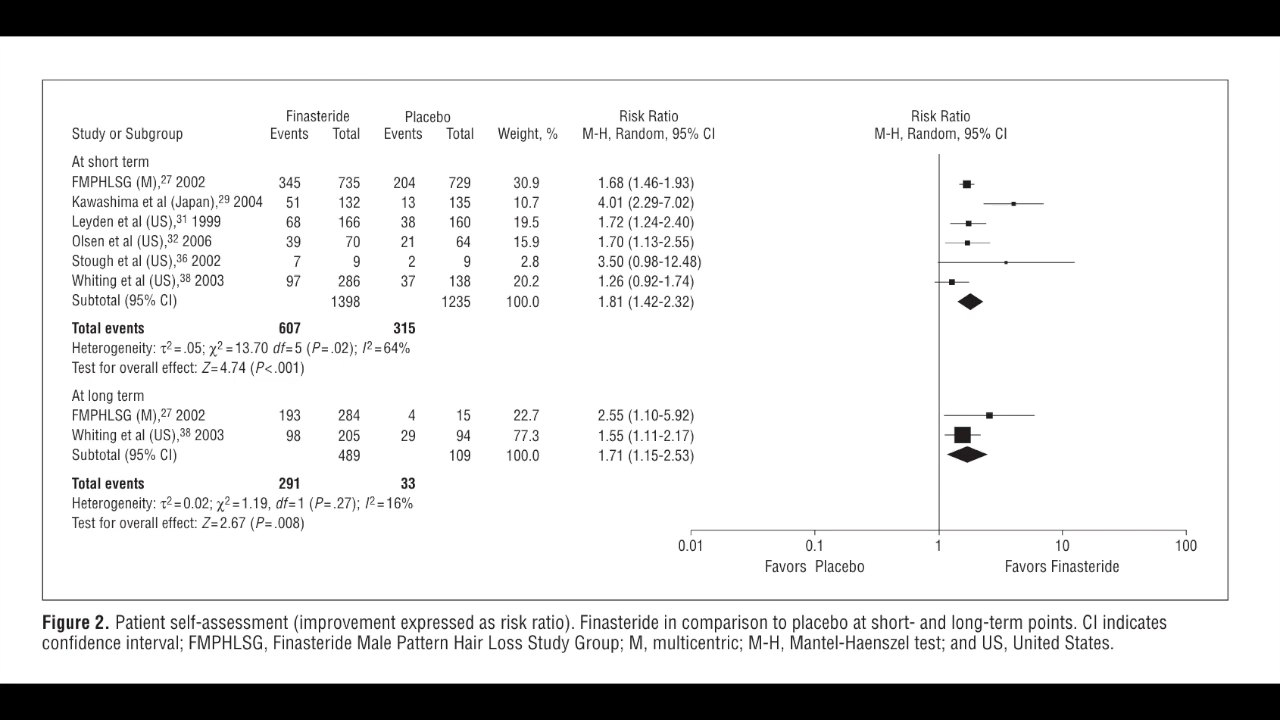 Finasteride Placebo Risk Ratio Risk Ratio
Study or Subgroup Events Total Events Total Weight, % M-H, Random, 95% CI M-H, Random, 95% CI
At short term
FMPHLSG (M),27 2002 345 735 204 729 30.9 1.68 (1.46-1.93)
Kawashima et al (Japan),29 2004 51 132 13 135 10.7 4.01 (2.29-7.02)
Leyden et al (US),31 1999 68 166 38 160 19.5 1.72 (1.24-2.40)
Olsen et al (US),32 2006 39 70 21 64 15.9 1.70 (1.13-2.55)
Stough et al (US),36 2002 7 9 2 9 2.8 3.50 (0.98-12.48)
Whiting et al (US),38 2003 97 286 37 138 20.2 1.26 (0.92-1.74)
Subtotal (95% CI) 1398 1235 100.0 1.81 (1.42-2.32)
Total events 607 315
Heterogeneity: τ2=.05; χ2=13.70 df=5 (P=.02); I2=64%
Test for overall effect: Z=4.74 (P<.001)
At long term
FMPHLSG (M),27 2002 193 284 4 15 22.7 2.55 (1.10-5.92)
Whiting et al (US),38 2003 98 205 29 94 77.3 1.55 (1.11-2.17)
Subtotal (95% CI) 489 109 100.0 1.71 (1.15-2.53)
Total events 291 33
Heterogeneity: τ2=0.02; χ2=1.19, df=1 (P=.27); I2=16%
Test for overall effect: Z=2.67 (P=.008)
0.01 0.1 1 10 100
Favors Placebo Favors Finasteride
Figure 2. Patient self-assessment (improvement expressed as risk ratio). Finasteride in comparison to placebo at short- and long-term points. CI indicates
confidence interval; FMPHLSG, Finasteride Male Pattern Hair Loss Study Group; M, multicentric; M-H, Mantel-Haenszel test; and US, United States.